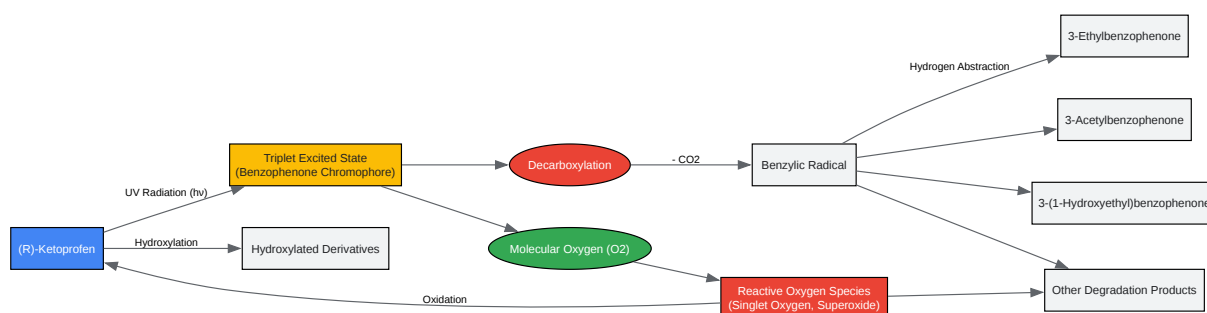 3-Ethylbenzophenone
Hydrogen Abstraction
3-Acetylbenzophenone
Triplet Excited State
(Benzophenone Chromophore)
Decarboxylation
- CO2
Benzylic Radical
UV Radiation (hν)
3-(1-Hydroxyethyl)benzophenone
(R)-Ketoprofen
Hydroxylation
Hydroxylated Derivatives
Molecular Oxygen (O2)
Reactive Oxygen Species
(Singlet Oxygen, Superoxide)
Other Degradation Products
Oxidation